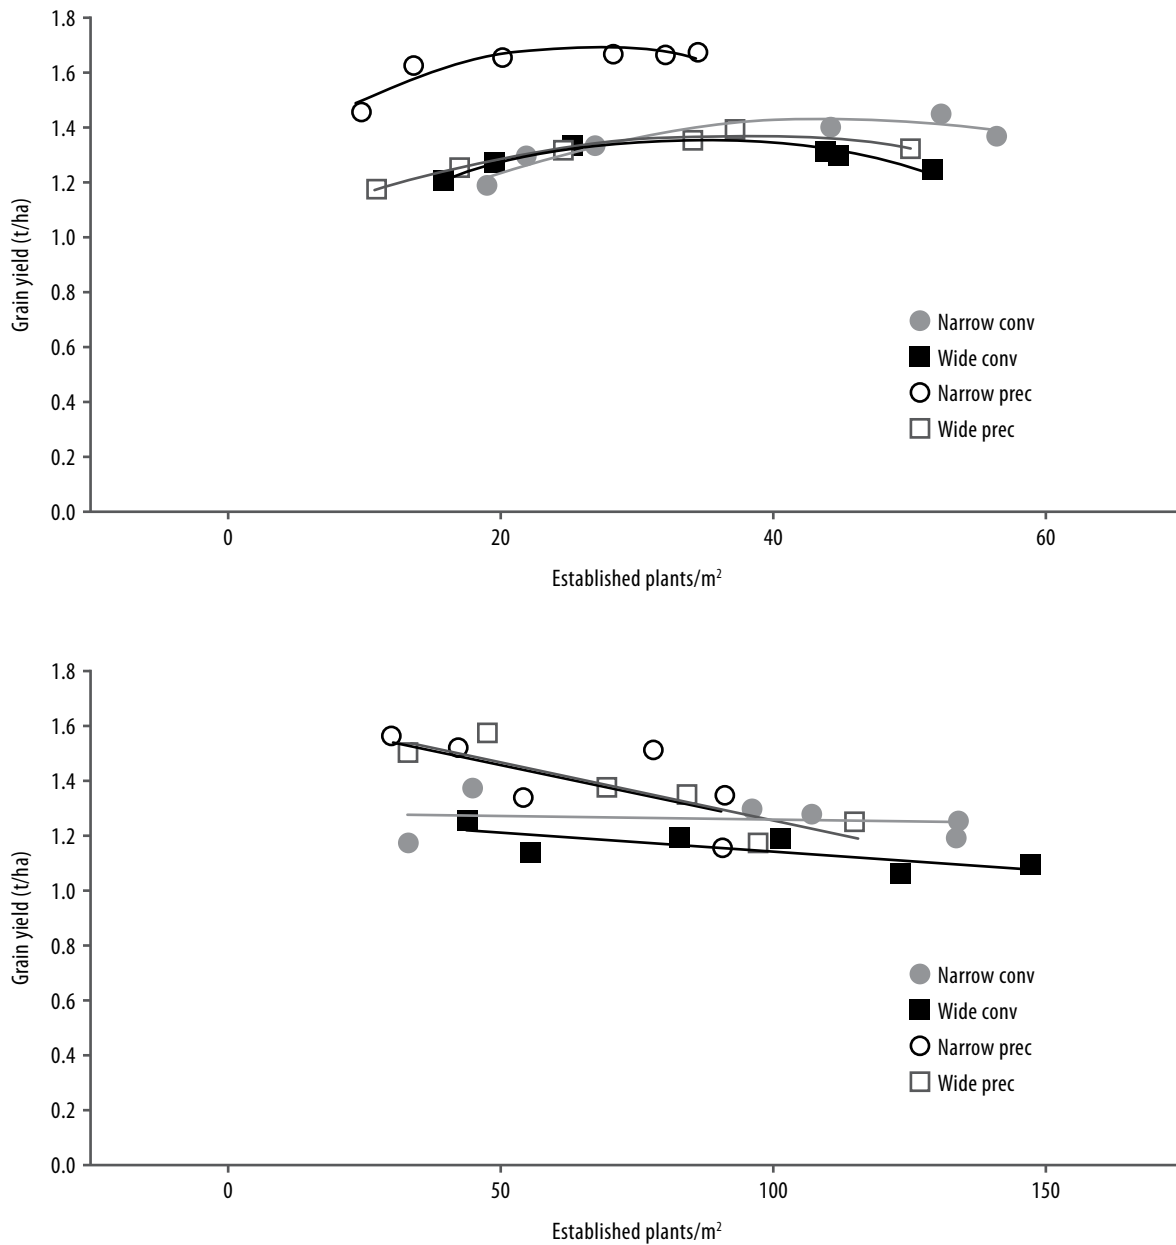 1.8
1.6
1.4
1.2
1.0
0.8
0.6
0.4
0.2
0.0
Grain yield (t/ha)
Narrow conv
Wide conv
Narrow prec
Wide prec
0 20 40 60
Established plants/m²
1.8
1.6
1.4
1.2
1.0
0.8
0.6
0.4
0.2
0.0
Grain yield (t/ha)
Narrow conv
Wide conv
Narrow prec
Wide prec
0 50 100 150
Established plants/m²